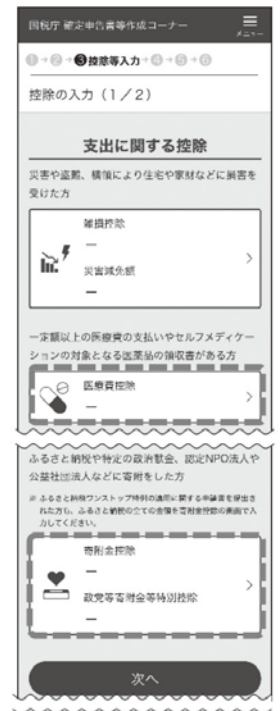 国税庁 確定申告書等作成コーナー
メニュー
1→2→3控除等入力→4→5→6
控除の入力（1／2）
支出に関する控除
災害や盗難、横領により住宅や家財などに損害を
受けた方
雑損控除
ー
災害減免額
ー
一定額以上の医療費の支払いやセルフメディケー
ションの対象となる医薬品の領収書がある方
医療費控除
ー
ふるさと納税や特定の政治献金、認定NPO法人や
公益社団法人などに寄附をした方
※ ふるさと納税ワンストップ特例の適用に関する申請書を提出さ
れた方も、ふるさと納税の全ての金額を寄附金控除の画面で入
力してください。
寄附金控除
ー
政党等寄附金等特別控除
ー
次へ